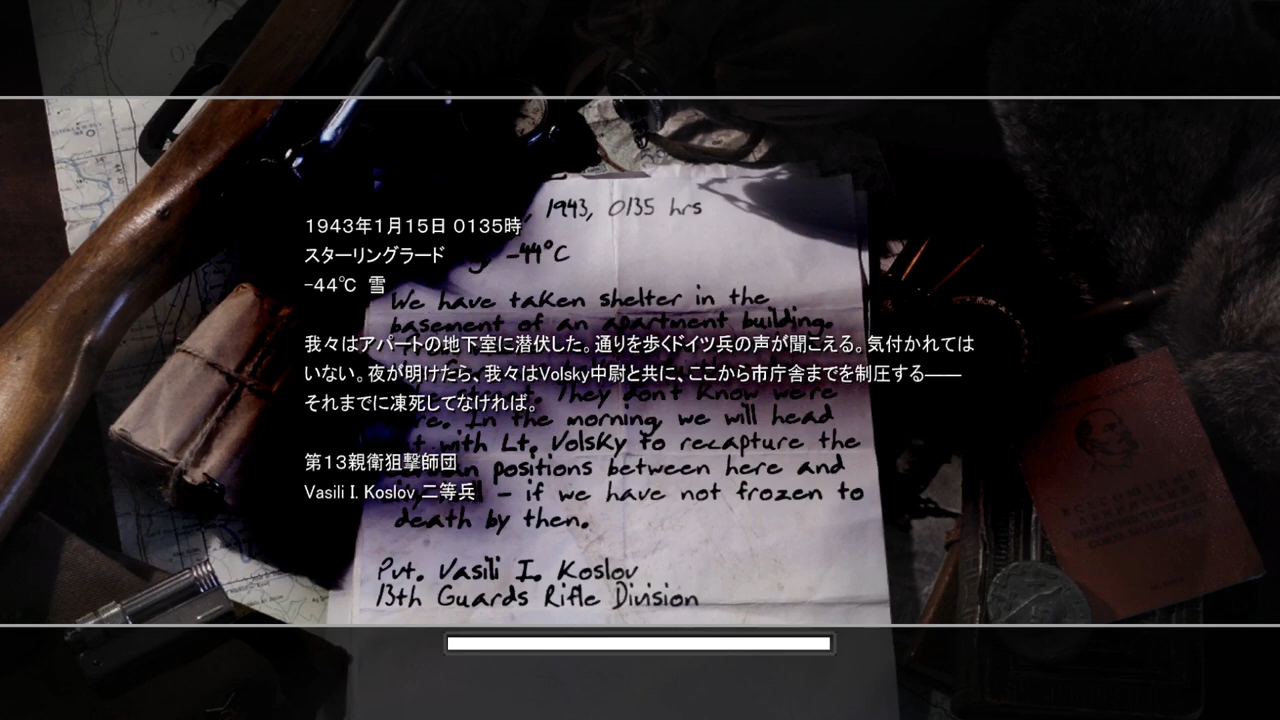 1943年1月15日 0135時
スターリングラード
-44℃ 雪
我々はアパートの地下室に潜伏した。通りを歩くドイツ兵の声が聞こえる。気付かれては
いない。夜が明けたら、我々はVolsky中尉と共に、ここから市庁舎までを制圧する――
それまでに凍死してなければ。
第13親衛狙撃師団
Vasili I. Koslov 二等兵
, 1943, 0135 hrs
-44°C
We have taken shelter in the
basement of an apartment building.
They don't know were
re. In the morning, we will head
with Lt. Volsky to recapture the
positions between here and
- if we have not frozen to
death by then.
Pvt. Vasili I. Koslov
13th Guards Rifle Division